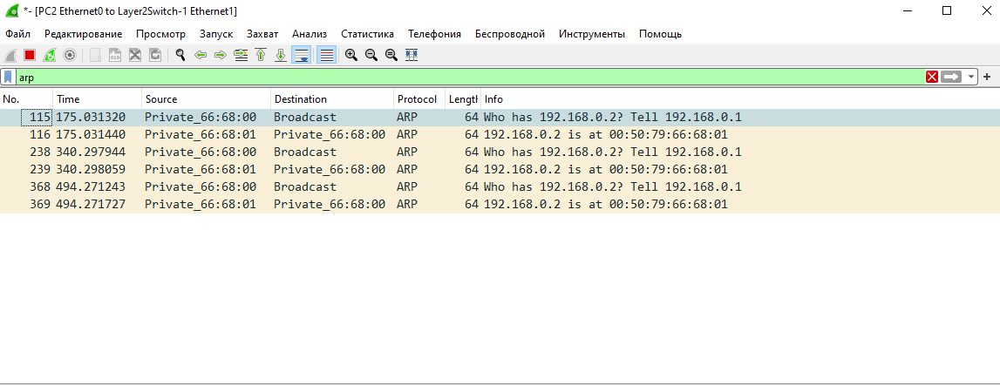 *- [PC2 Ethernet0 to Layer2Switch-1 Ethernet1]
Файл Редактирование Просмотр Запуск Захват Анализ Статистика Телефония Беспроводной Инструменты Помощь
arp
No. Time Source Destination Protocol Length Info
115 175.031320 Private_66:68:00 Broadcast ARP 64 Who has 192.168.0.2? Tell 192.168.0.1
116 175.031440 Private_66:68:01 Private_66:68:00 ARP 64 192.168.0.2 is at 00:50:79:66:68:01
238 340.297944 Private_66:68:00 Broadcast ARP 64 Who has 192.168.0.2? Tell 192.168.0.1
239 340.298059 Private_66:68:01 Private_66:68:00 ARP 64 192.168.0.2 is at 00:50:79:66:68:01
368 494.271243 Private_66:68:00 Broadcast ARP 64 Who has 192.168.0.2? Tell 192.168.0.1
369 494.271727 Private_66:68:01 Private_66:68:00 ARP 64 192.168.0.2 is at 00:50:79:66:68:01